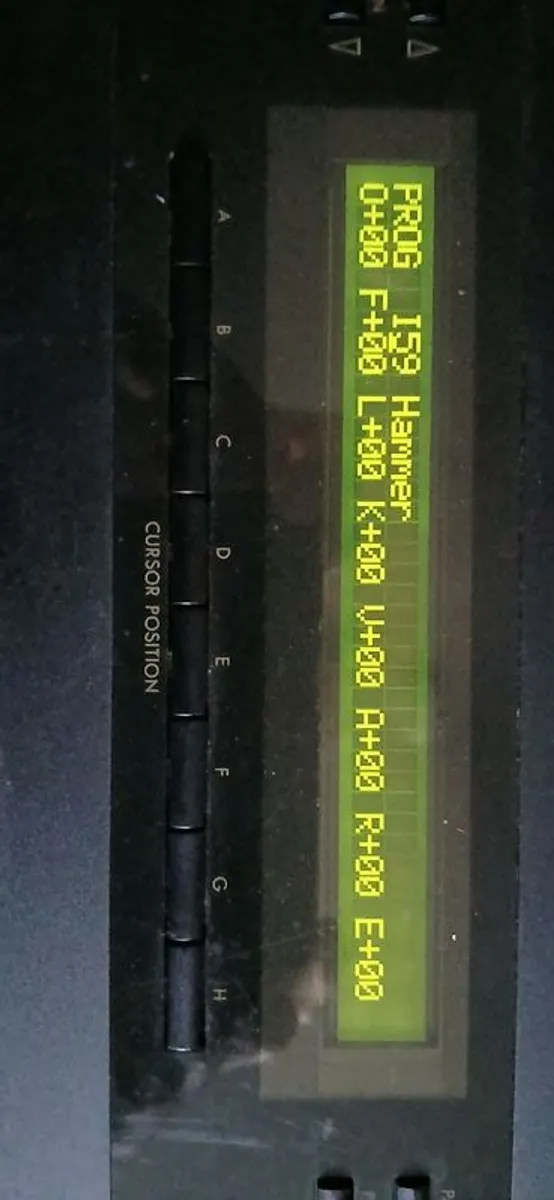 PROG I59 Hammer
O+00 F+00 L+00 K+00 V+00 A+00 R+00 E+00
A B C D E F G H
CURSOR POSITION